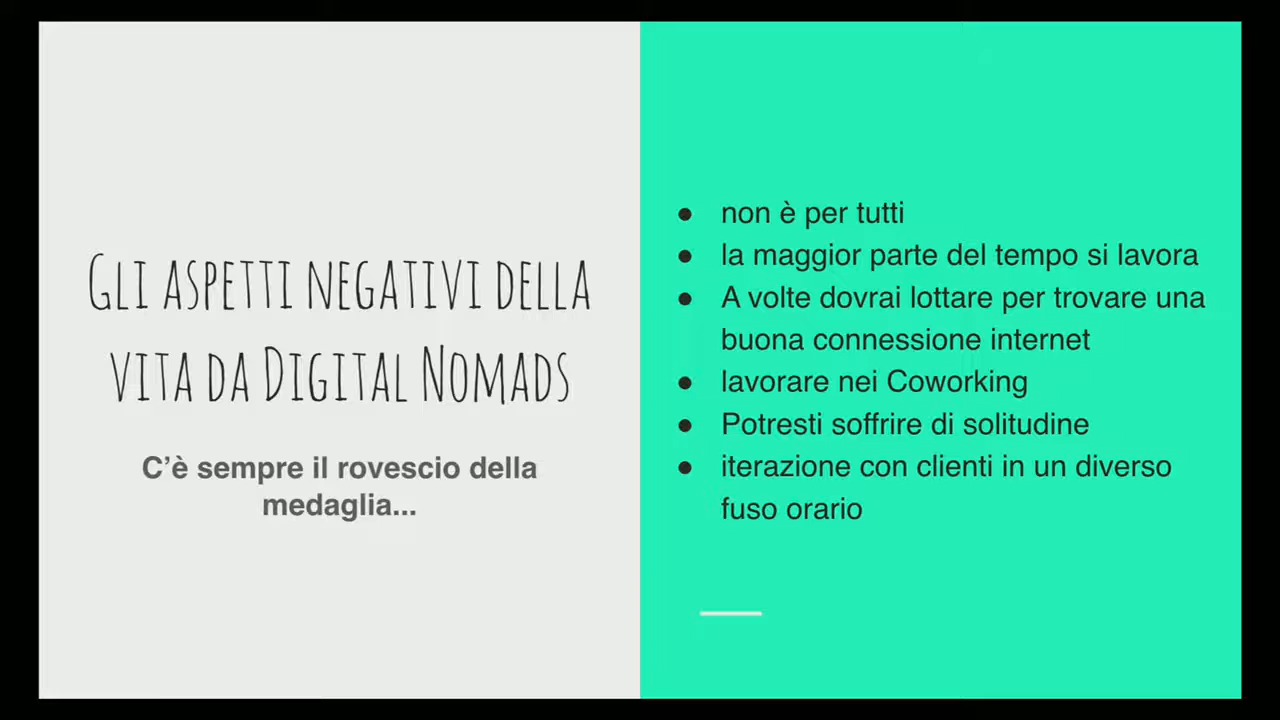 Gli aspetti negativi della
vita da Digital Nomads
C’è sempre il rovescio della
medaglia...
● non è per tutti
● la maggior parte del tempo si lavora
● A volte dovrai lottare per trovare una
buona connessione internet
● lavorare nei Coworking
● Potresti soffrire di solitudine
● iterazione con clienti in un diverso
fuso orario